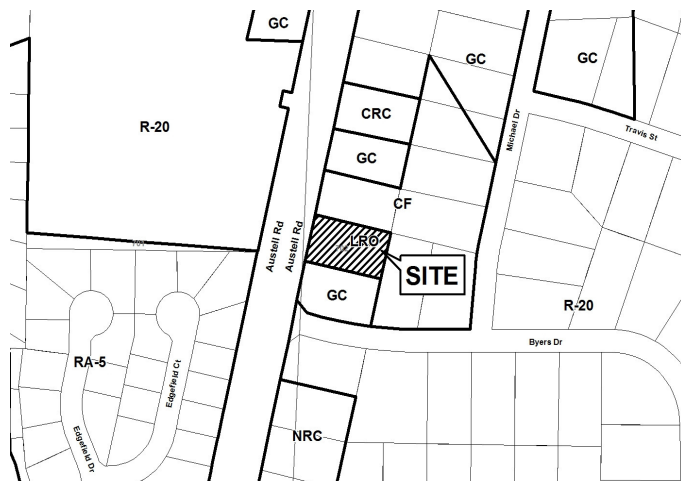 GC
GC
GC
R-20
CRC
GC
Michael Dr
Travis St
CF
Austell Rd
Austell Rd
LRO
SITE
GC
R-20
Byers Dr
RA-5
Edgefield Ct
NRC
Edgefield Dr